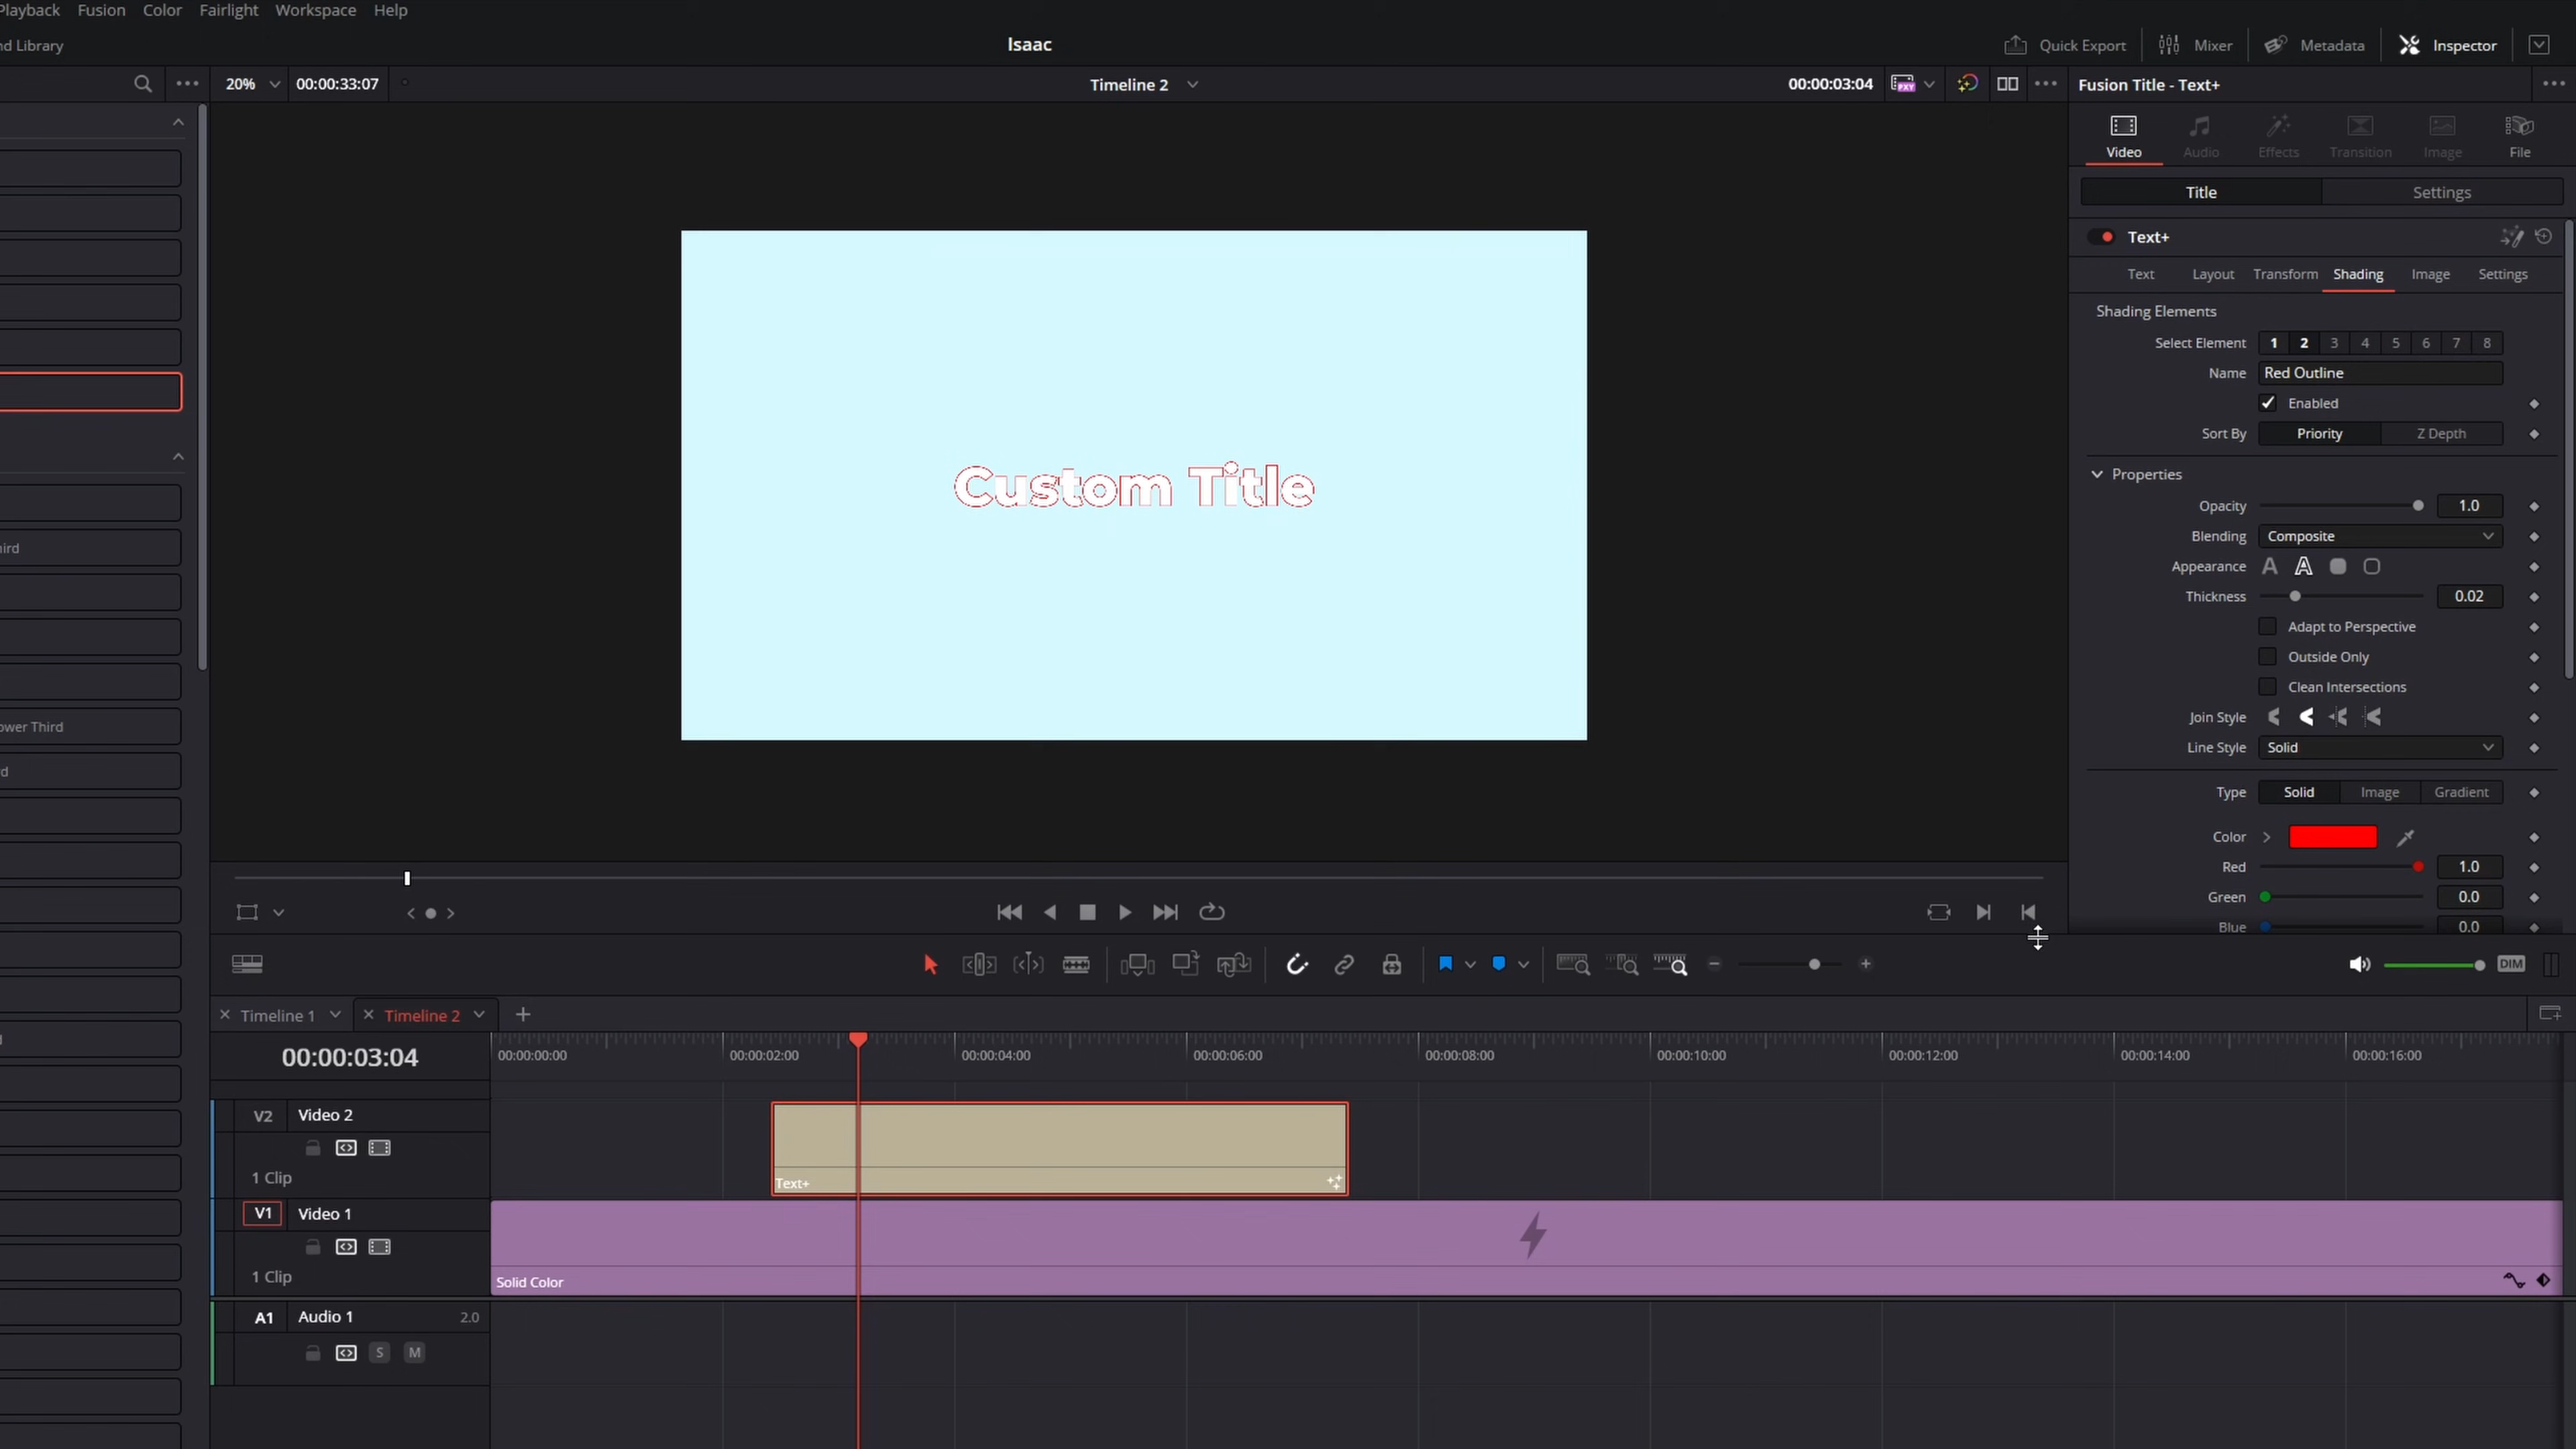 Playback Fusion Color Fairlight Workspace Help
nd Library
Isaac
Quick Export Mixer Metadata Inspector
20% 00:00:33:07
Timeline 2
00:00:03:04
Fusion Title - Text+
Video Audio Effects Transition Image File
Title Settings
Text+
Text Layout Transform Shading Image Settings
Shading Elements
Select Element 1 2 3 4 5 6 7 8
Name Red Outline
Enabled
Sort By Priority Z Depth
Properties
Opacity 1.0
Blending Composite
Appearance A A
Thickness 0.02
Adapt to Perspective
Outside Only
Clean Intersections
Join Style
Line Style Solid
Type Solid Image Gradient
Color
Red 1.0
Green 0.0
Blue 0.0
Custom Title
hird
ower Third
d
d
DIM
Timeline 1 Timeline 2
00:00:03:04
00:00:00:00 00:00:02:00 00:00:04:00 00:00:06:00 00:00:08:00 00:00:10:00 00:00:12:00 00:00:14:00 00:00:16:00
V2 Video 2
1 Clip
Text+
V1 Video 1
1 Clip
Solid Color
A1 Audio 1 2.0
S M